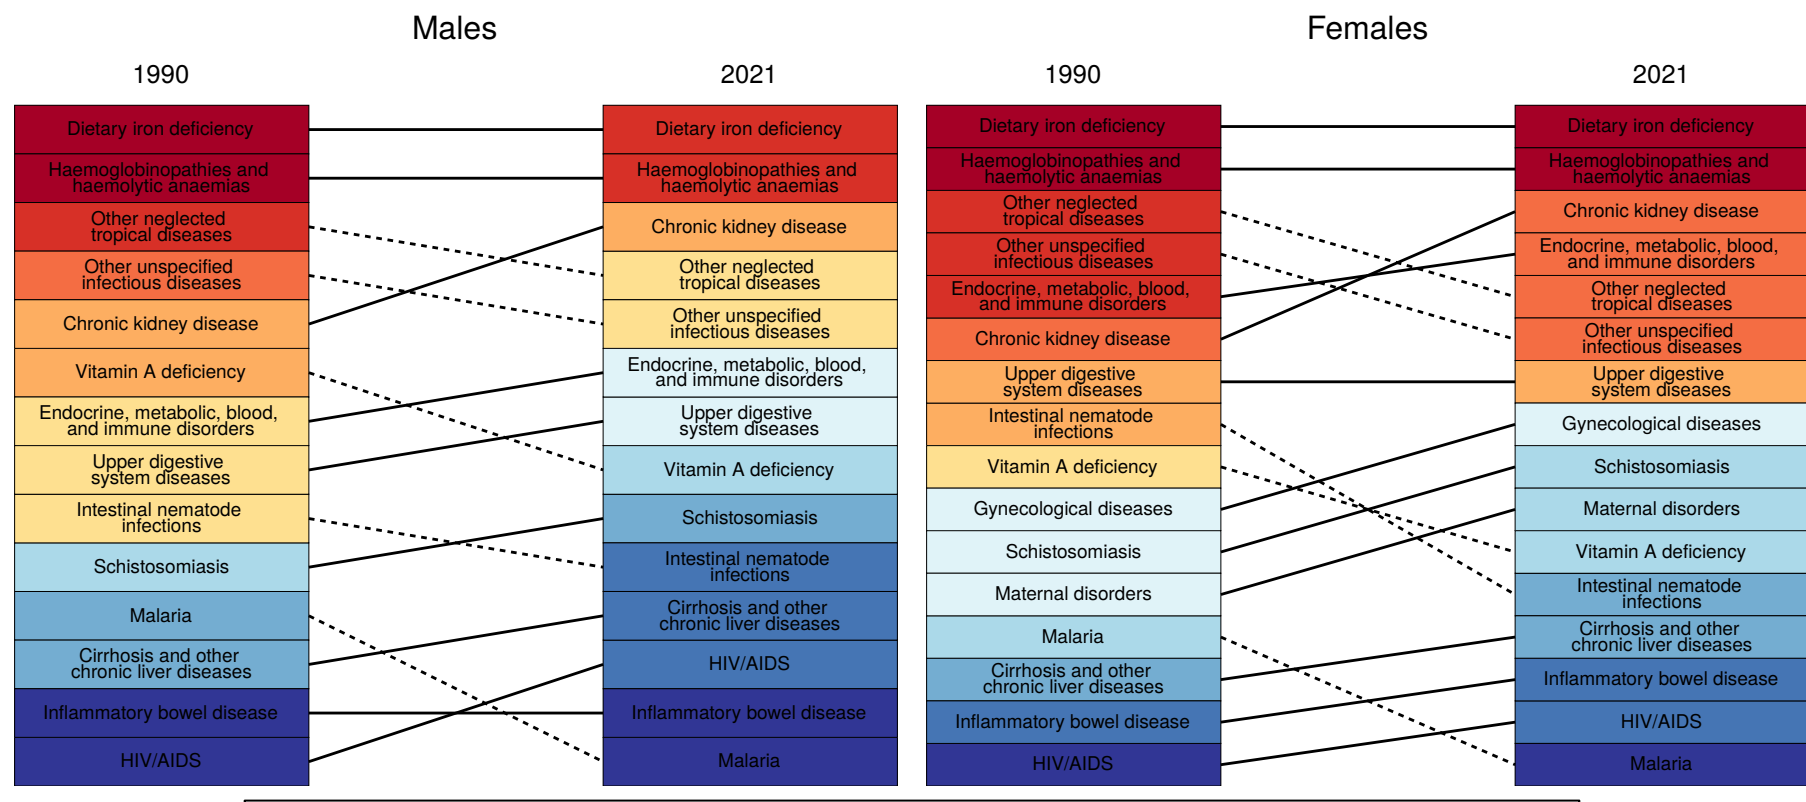 Males
1990
2021
Dietary iron deficiency
Haemoglobinopathies and
haemolytic anaemias
Other neglected
tropical diseases
Other unspecified
infectious diseases
Chronic kidney disease
Vitamin A deficiency
Endocrine, metabolic, blood,
and immune disorders
Upper digestive
system diseases
Intestinal nematode
infections
Schistosomiasis
Malaria
Cirrhosis and other
chronic liver diseases
Inflammatory bowel disease
HIV/AIDS
Dietary iron deficiency
Haemoglobinopathies and
haemolytic anaemias
Chronic kidney disease
Other neglected
tropical diseases
Other unspecified
infectious diseases
Endocrine, metabolic, blood,
and immune disorders
Upper digestive
system diseases
Vitamin A deficiency
Schistosomiasis
Intestinal nematode
infections
Cirrhosis and other
chronic liver diseases
HIV/AIDS
Inflammatory bowel disease
Malaria
Females
1990
2021
Dietary iron deficiency
Haemoglobinopathies and
haemolytic anaemias
Other neglected
tropical diseases
Other unspecified
infectious diseases
Endocrine, metabolic, blood,
and immune disorders
Chronic kidney disease
Upper digestive
system diseases
Intestinal nematode
infections
Vitamin A deficiency
Gynecological diseases
Schistosomiasis
Maternal disorders
Malaria
Cirrhosis and other
chronic liver diseases
Inflammatory bowel disease
HIV/AIDS
Dietary iron deficiency
Haemoglobinopathies and
haemolytic anaemias
Chronic kidney disease
Endocrine, metabolic, blood,
and immune disorders
Other neglected
tropical diseases
Other unspecified
infectious diseases
Upper digestive
system diseases
Gynecological diseases
Schistosomiasis
Maternal disorders
Vitamin A deficiency
Intestinal nematode
infections
Cirrhosis and other
chronic liver diseases
Inflammatory bowel disease
HIV/AIDS
Malaria